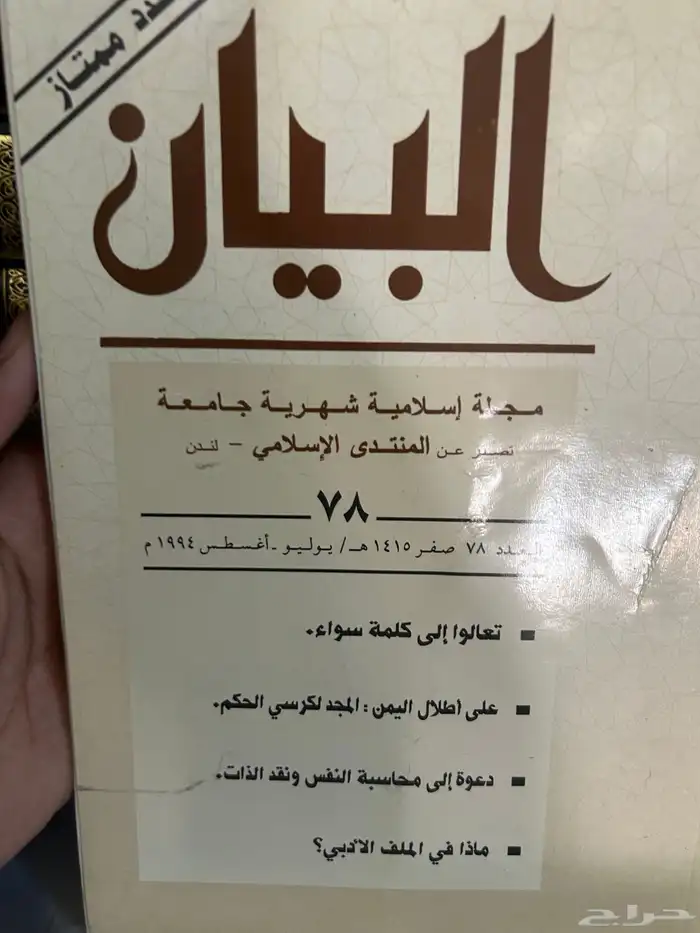 عدد ممتاز
البيان
مجلة إسلامية شهرية جامعة
تصدر عن المنتدى الإسلامي - لندن
٧٨
العدد ٧٨ صفر ١٤١٥ هـ / يوليو - أغسطس ١٩٩٤ م
■ تعالوا إلى كلمة سواء.
■ على أطلال اليمن : المجد لكرسي الحكم.
■ دعوة إلى محاسبة النفس ونقد الذات.
■ ماذا في الملف الأدبي؟
حراج